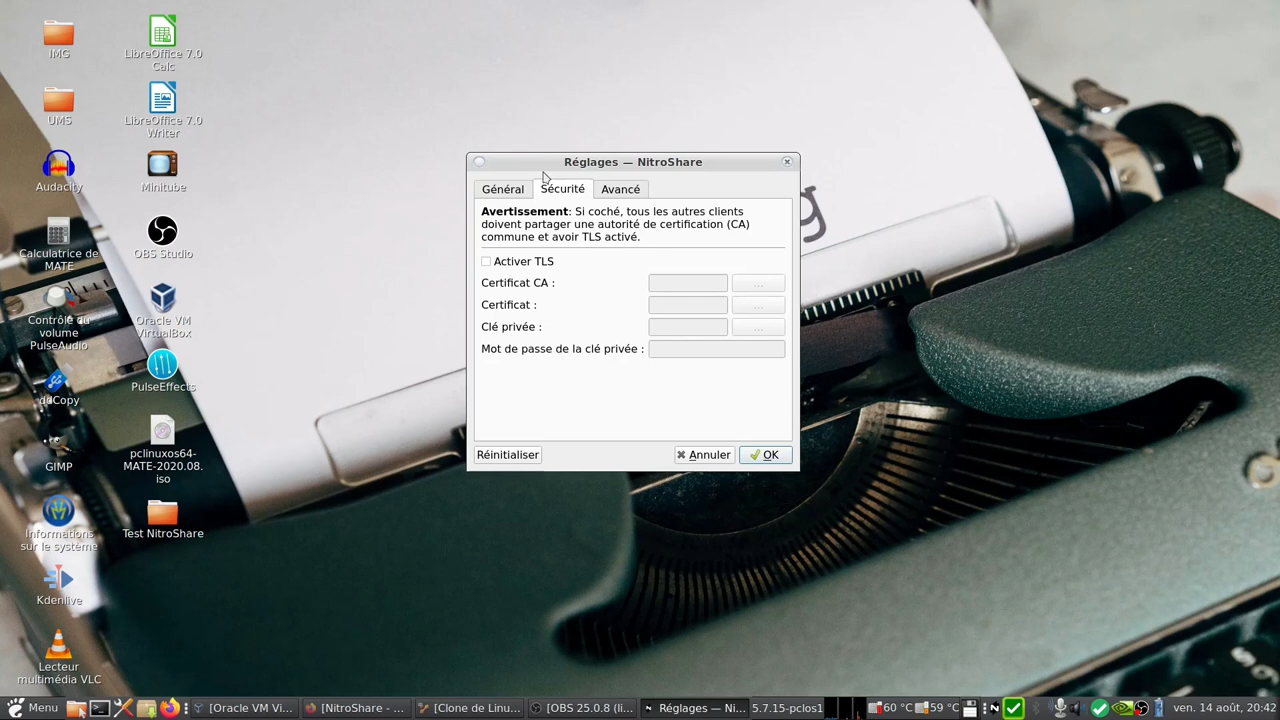 IMG
LibreOffice 7.0
Calc
UMS
LibreOffice 7.0
Writer
Audacity
Minitube
Calculatrice de
MATE
OBS Studio
Contrôle du
volume
PulseAudio
Oracle VM
VirtualBox
ddCopy
PulseEffects
GIMP
pclinuxos64-
MATE-2020.08.
iso
Informations
sur le système
Test NitroShare
Kdenlive
Lecteur
multimédia VLC
Réglages — NitroShare
Général
Sécurité
Avancé
Avertissement: Si coché, tous les autres clients
doivent partager une autorité de certification (CA)
commune et avoir TLS activé.
Activer TLS
Certificat CA :
...
Certificat :
...
Clé privée :
...
Mot de passe de la clé privée :
Réinitialiser
Annuler
OK
g
Menu
[Oracle VM Vi...
[NitroShare - ...
[Clone de Linu...
[OBS 25.0.8 (li...
Réglages — Ni...
5.7.15-pclos1
60 °C
59 °C
N
ven. 14 août, 20:42